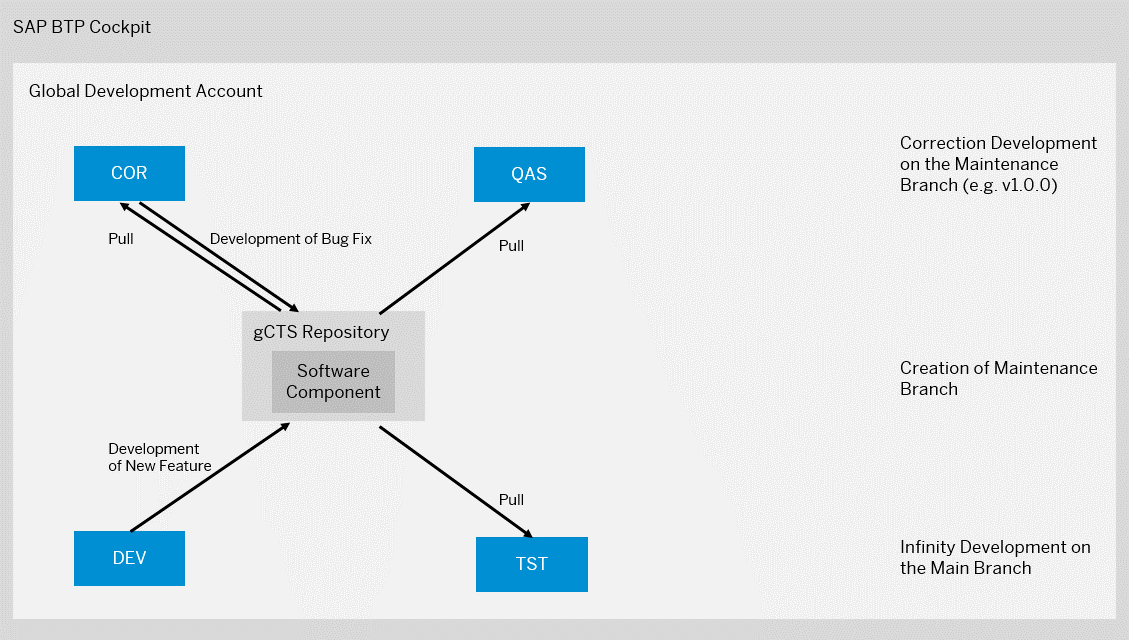 SAP BTP Cockpit
Global Development Account
COR
QAS
Correction Development
on the Maintenance
Branch (e.g. v1.0.0)
Pull
Development of Bug Fix
Pull
gCTS Repository
Software
Component
Creation of Maintenance
Branch
Development
of New Feature
Pull
DEV
TST
Infinity Development on
the Main Branch